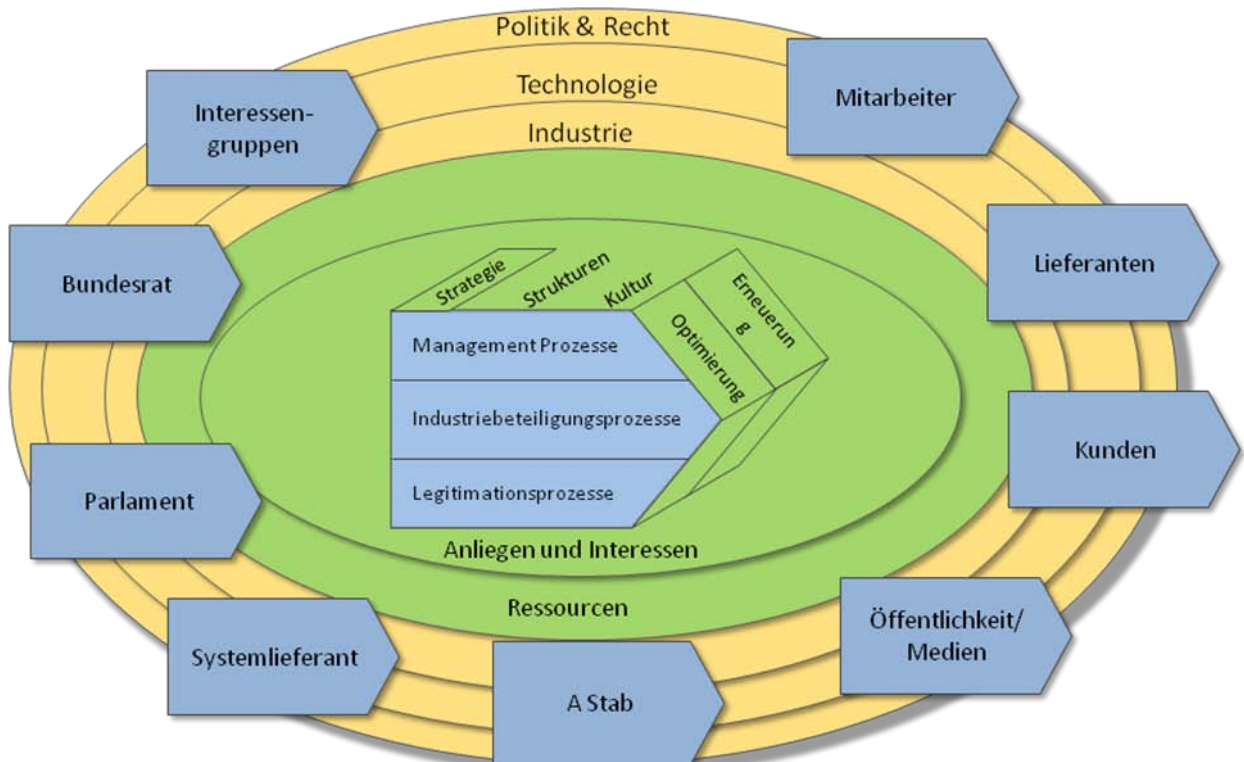 Politik & Recht
Technologie
Industrie
Interessen-
gruppen
Mitarbeiter
Bundesrat
Lieferanten
Strategie
Strukturen
Kultur
Erneuerun
g
Optimierung
Management Prozesse
Industriebeteiligungsprozesse
Legitimationsprozesse
Kunden
Parlament
Anliegen und Interessen
Ressourcen
Öffentlichkeit/
Medien
Systemlieferant
A Stab